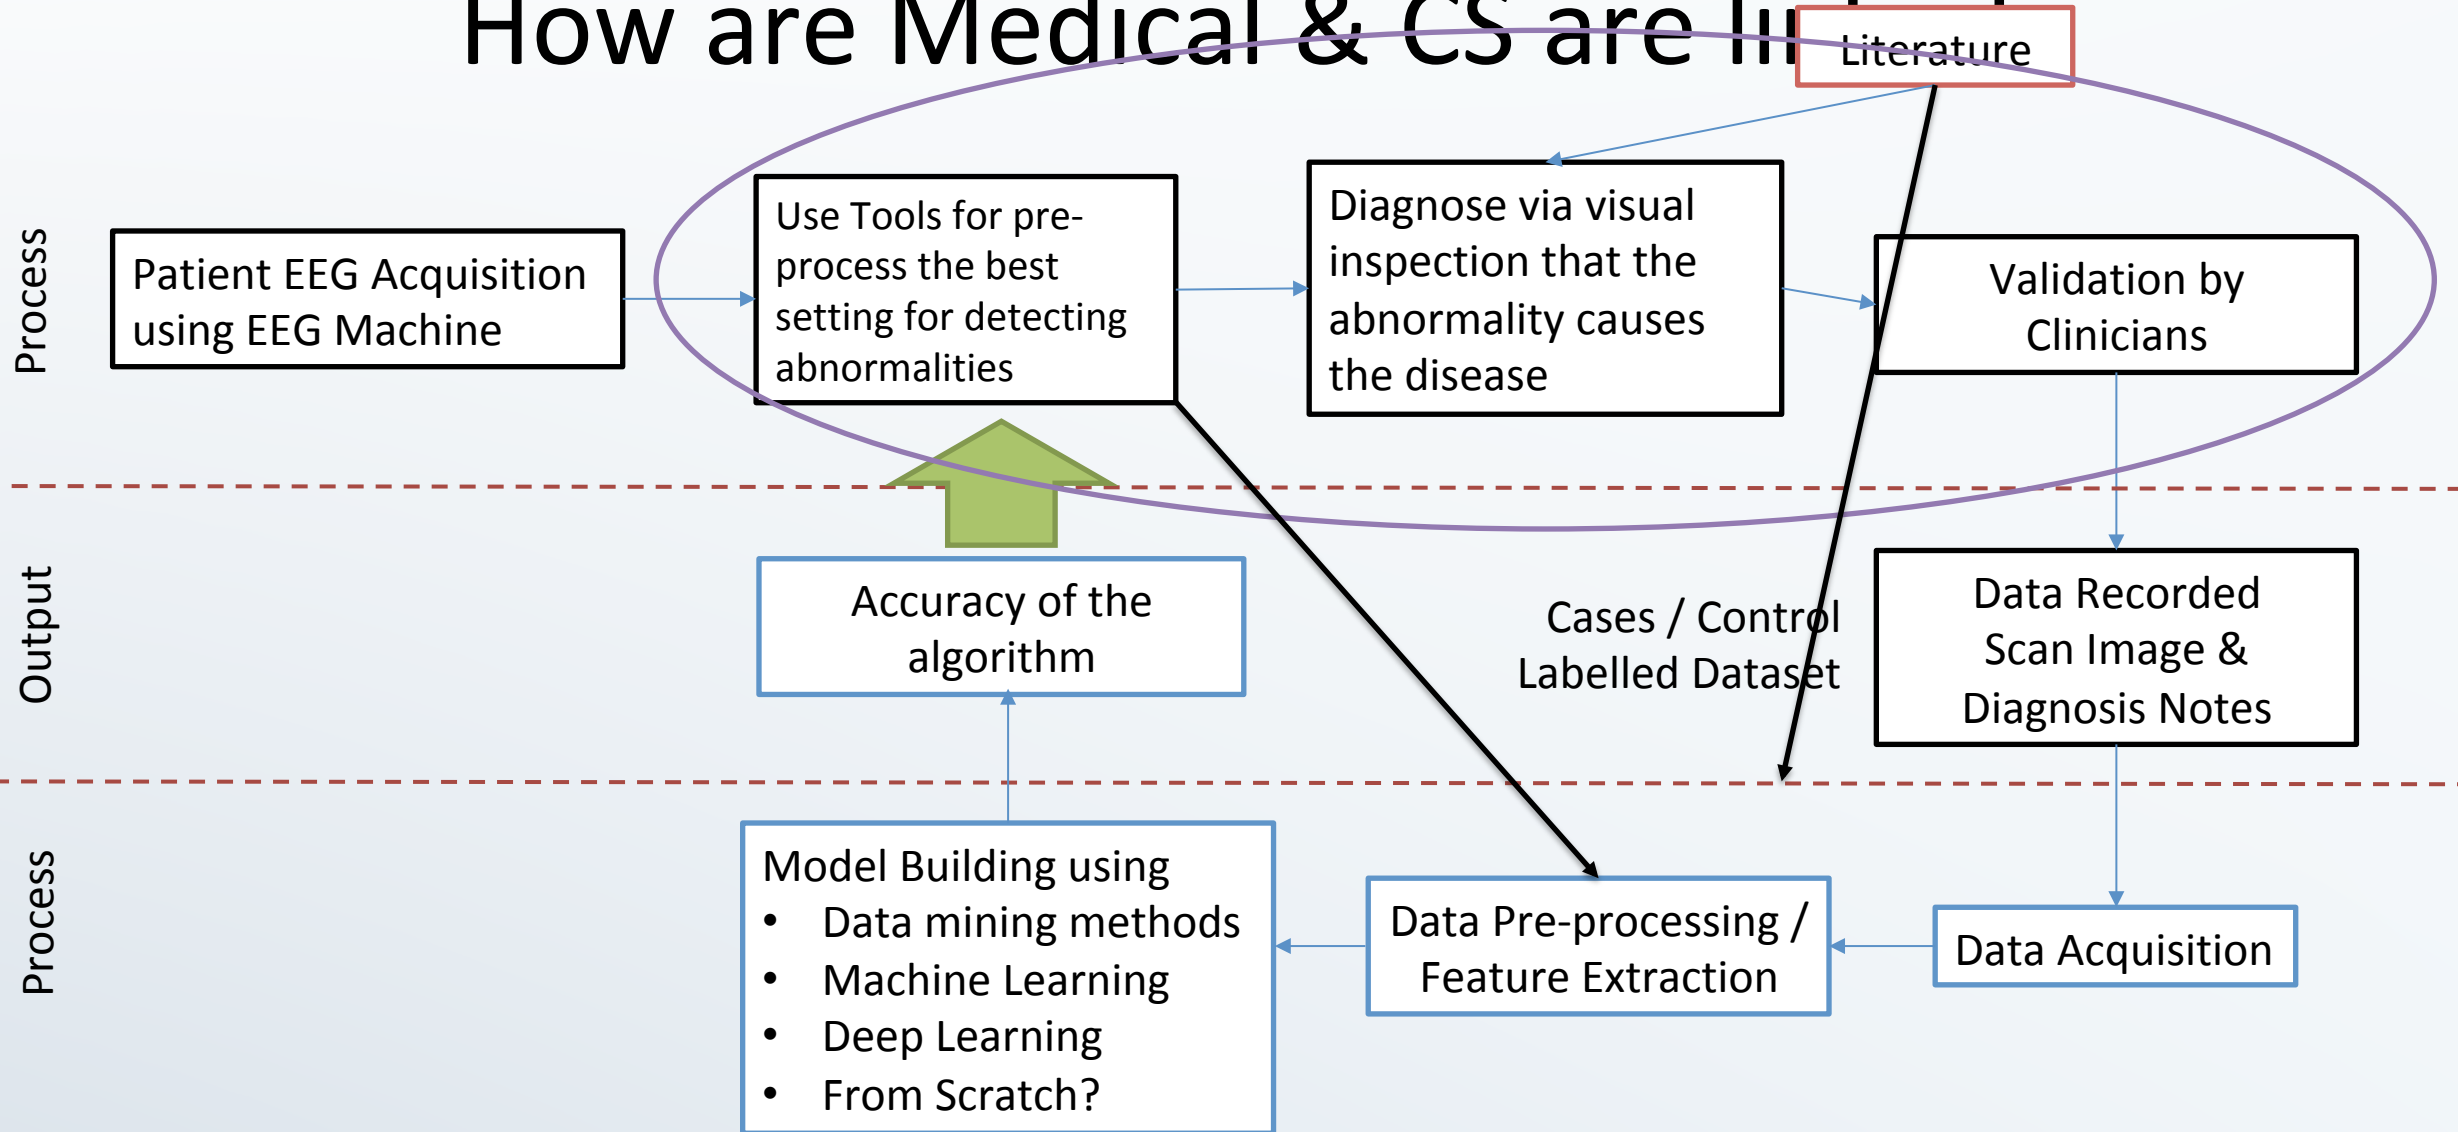 How are Medical & CS are
Literature
Process
Patient EEG Acquisition
using EEG Machine
Use Tools for pre-
process the best
setting for detecting
abnormalities
Diagnose via visual
inspection that the
abnormality causes
the disease
Validation by
Clinicians
Output
Accuracy of the
algorithm
Cases / Control
Labelled Dataset
Data Recorded
Scan Image &
Diagnosis Notes
Process
Model Building using
• Data mining methods
• Machine Learning
• Deep Learning
• From Scratch?
Data Pre-processing /
Feature Extraction
Data Acquisition